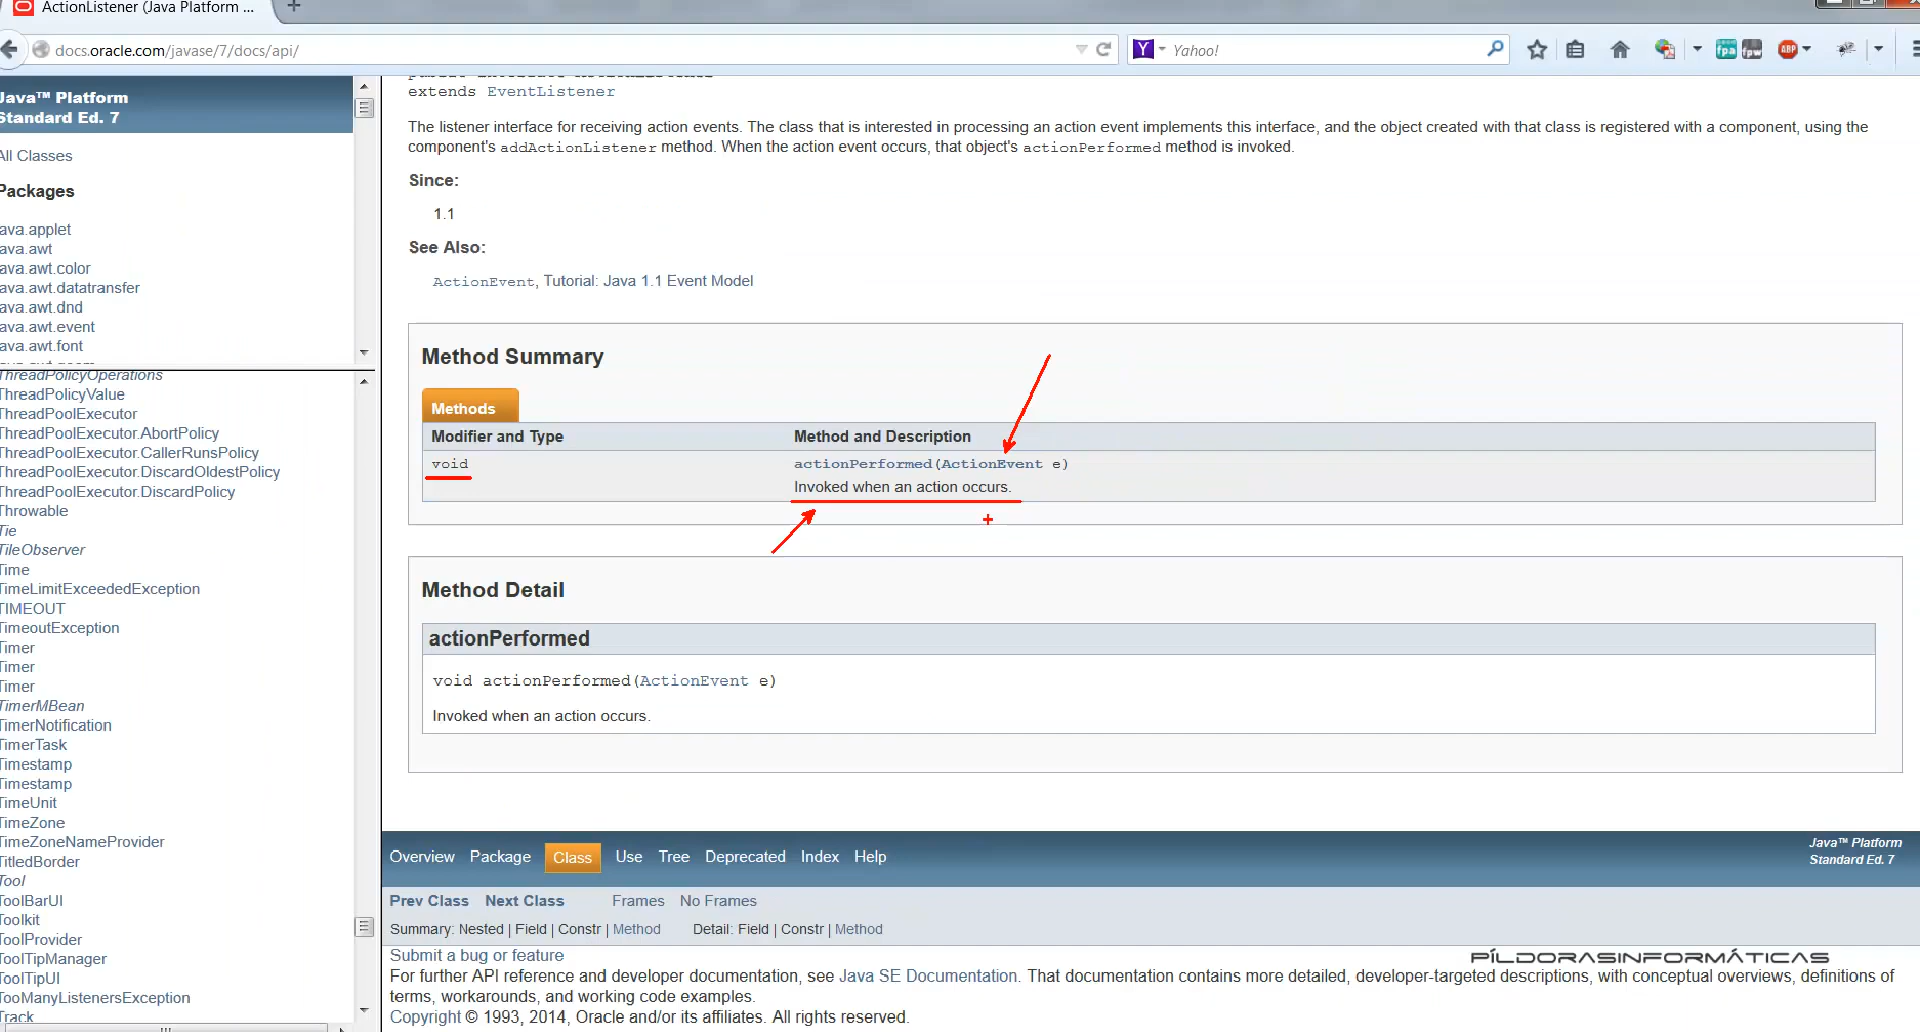 ActionListener (Java Platform ...
docs.oracle.com/javase/7/docs/api/
Yahoo!
fpa
fpw
ABP
Java™ Platform
Standard Ed. 7
All Classes
Packages
ava.applet
ava.awt
ava.awt.color
ava.awt.datatransfer
ava.awt.dnd
ava.awt.event
ava.awt.font
ThreadPolicyOperations
ThreadPolicyValue
ThreadPoolExecutor
ThreadPoolExecutor.AbortPolicy
ThreadPoolExecutor.CallerRunsPolicy
ThreadPoolExecutor.DiscardOldestPolicy
ThreadPoolExecutor.DiscardPolicy
Throwable
Tie
TileObserver
Time
TimeLimitExceededException
TIMEOUT
TimeoutException
Timer
Timer
Timer
TimerMBean
TimerNotification
TimerTask
Timestamp
Timestamp
TimeUnit
TimeZone
TimeZoneNameProvider
TitledBorder
Tool
ToolBarUI
Toolkit
ToolProvider
ToolTipManager
ToolTipUI
TooManyListenersException
Track
extends EventListener
The listener interface for receiving action events. The class that is interested in processing an action event implements this interface, and the object created with that class is registered with a component, using the
component's addActionListener method. When the action event occurs, that object's actionPerformed method is invoked.
Since:
1.1
See Also:
ActionEvent, Tutorial: Java 1.1 Event Model
Method Summary
Methods
Modifier and Type Method and Description
void actionPerformed(ActionEvent e)
Invoked when an action occurs.
Method Detail
actionPerformed
void actionPerformed(ActionEvent e)
Invoked when an action occurs.
Overview Package Class Use Tree Deprecated Index Help
Java™ Platform
Standard Ed. 7
Prev Class Next Class Frames No Frames
Summary: Nested | Field | Constr | Method Detail: Field | Constr | Method
Submit a bug or feature
PÍLDORASINFORMÁTICAS
For further API reference and developer documentation, see Java SE Documentation. That documentation contains more detailed, developer-targeted descriptions, with conceptual overviews, definitions of
terms, workarounds, and working code examples.
Copyright © 1993, 2014, Oracle and/or its affiliates. All rights reserved.